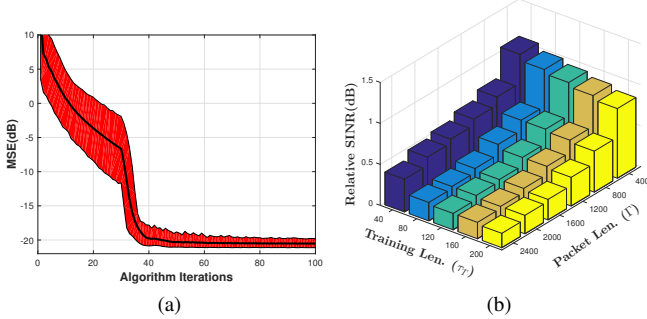 10
5
0
-5
-10
-15
-20
MSE(dB)
0 20 40 60 80 100
Algorithm Iterations
(a)
1.5
1
0.5
0
Relative SINR(dB)
40
80
120
160
200
Training Len. (τ_T)
2400
2000
1600
1200
800
400
Packet Len. (Γ)
(b)